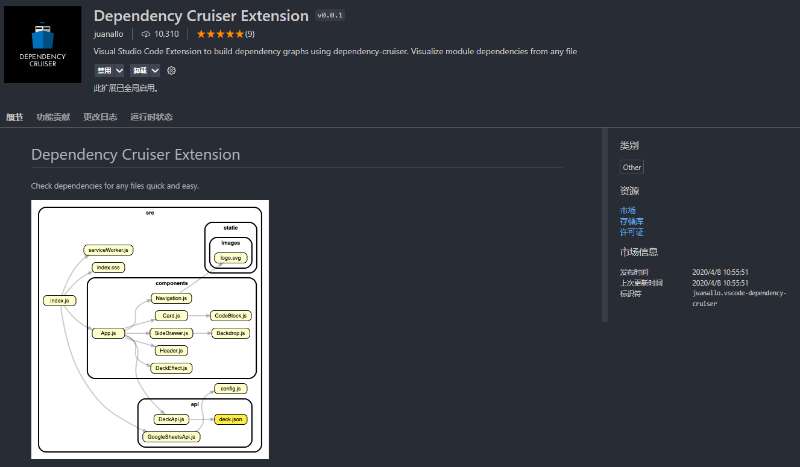 Dependency Cruiser Extension v0.0.1
juanallo 10,310 (9)
Visual Studio Code Extension to build dependency graphs using dependency-cruiser. Visualize module dependencies from any file
禁用 卸载
此扩展已全局启用。
DEPENDENCY
CRUISER
细节 功能贡献 更改日志 运行时状态
Dependency Cruiser Extension
Check dependencies for any files quick and easy.
src
static
images
logo.svg
serviceWorker.js
index.css
index.js
components
Navigation.js
Card.js
CodeBlock.js
App.js
SideDrawer.js
Backdrop.js
Header.js
DeckEffect.js
config.js
api
DeckApi.js
deck.json
GoogleSheetsApi.js
类别
Other
资源
市场
存储库
许可证
市场信息
发布时间 2020/4/8 10:55:51
上次更新时间 2020/4/8 10:55:51
标识符 juanallo.vscode-dependency-
cruiser